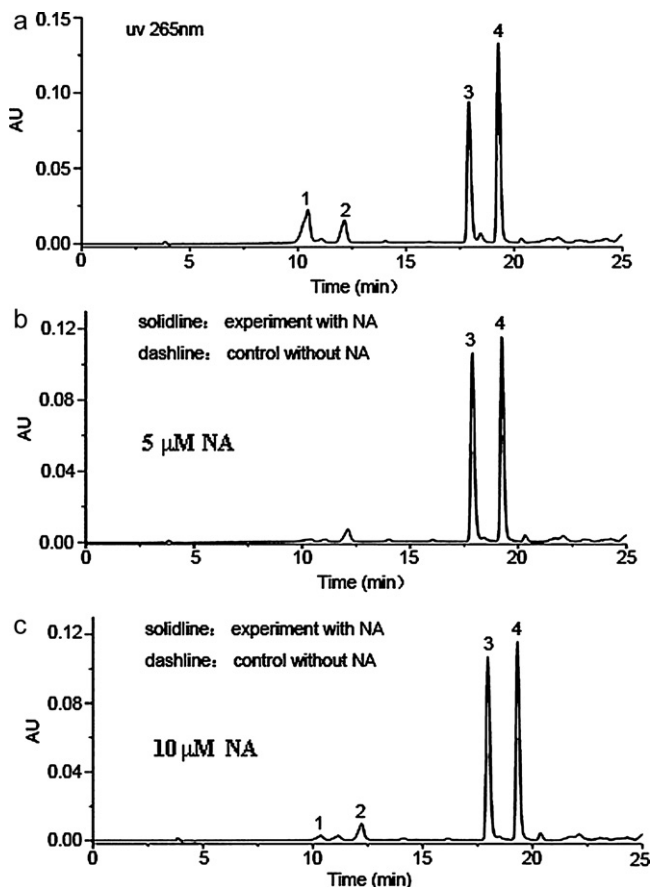 a
uv 265nm
0.15
0.10
0.05
0.00
AU
1
2
3
4
0
5
10
15
20
25
Time (min）
b
solidline： experiment with NA
dashline： control without NA
5 μM NA
0.12
0.08
0.04
0.00
AU
3
4
0
5
10
15
20
25
Time (min）
c
solidline： experiment with NA
dashline： control without NA
10 μM NA
0.12
0.08
0.04
0.00
AU
1
2
3
4
0
5
10
15
20
25
Time (min）